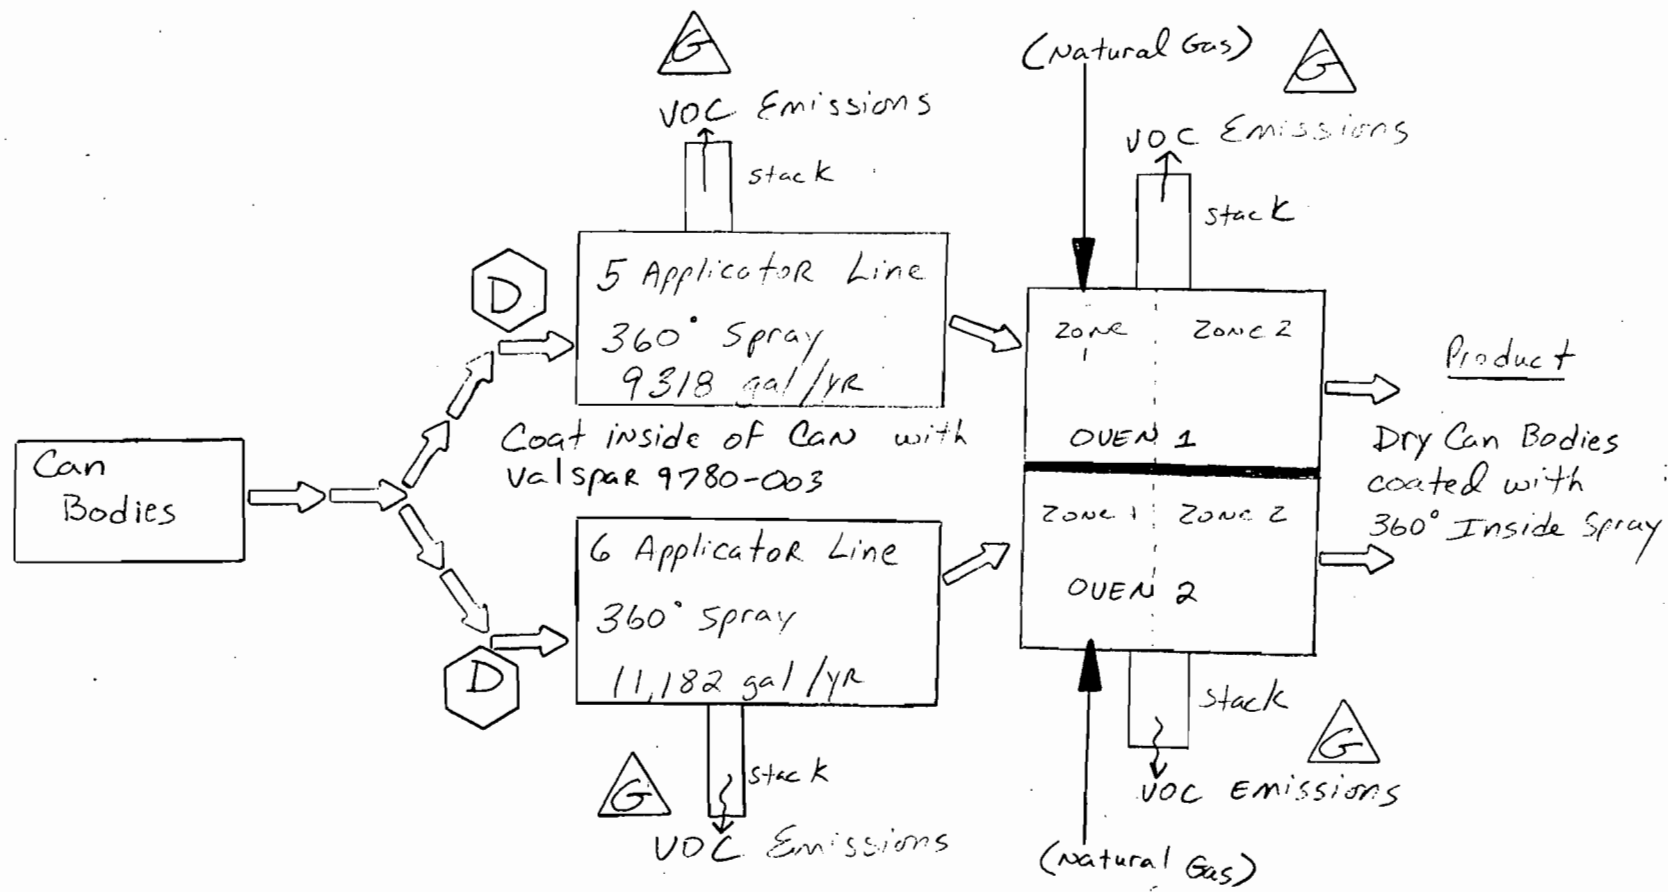 G
VOC Emissions
stack
(Natural Gas)
G
VOC Emissions
stack
D
5 Applicator Line
360° Spray
9318 gal/YR
Coat inside of Can with
Valspar 9780-003
Can
Bodies
D
6 Applicator Line
360° Spray
11,182 gal/YR
stack
G
VOC Emissions
Zone
1
Zone 2
OVEN 1
Zone 1
Zone 2
OVEN 2
stack
G
VOC Emissions
(Natural Gas)
Product
Dry Can Bodies
coated with
360° Inside Spray